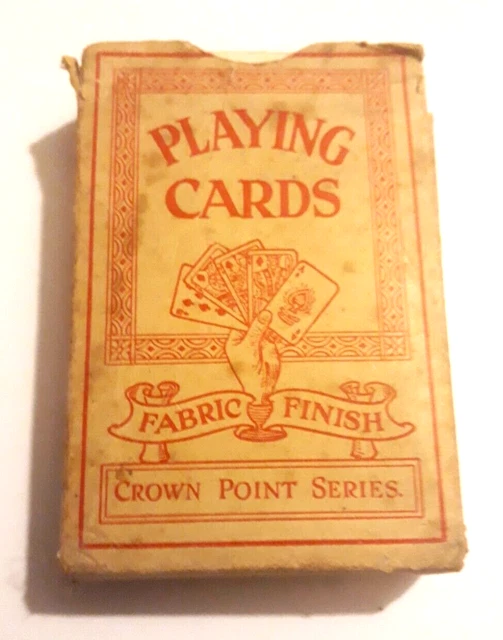 PLAYING
CARDS
FABRIC FINISH
CROWN POINT SERIES.